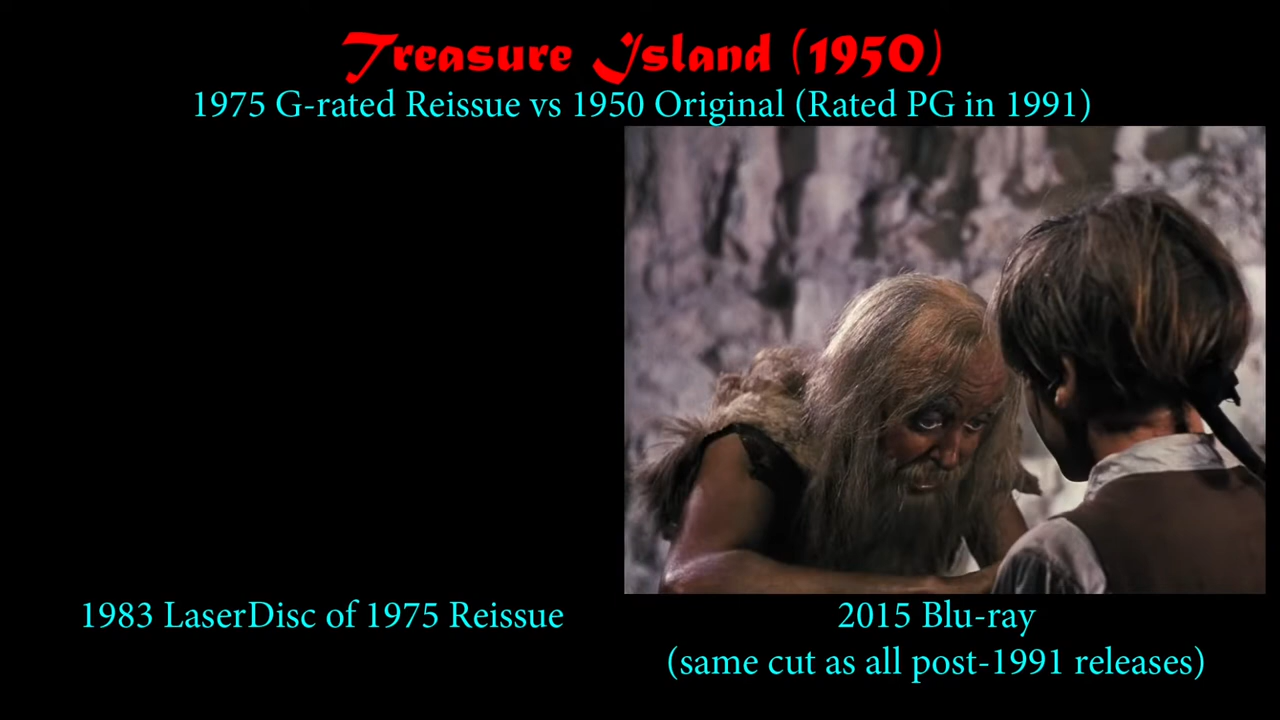 Treasure Island (1950)
1975 G-rated Reissue vs 1950 Original (Rated PG in 1991)
1983 LaserDisc of 1975 Reissue
2015 Blu-ray
(same cut as all post-1991 releases)